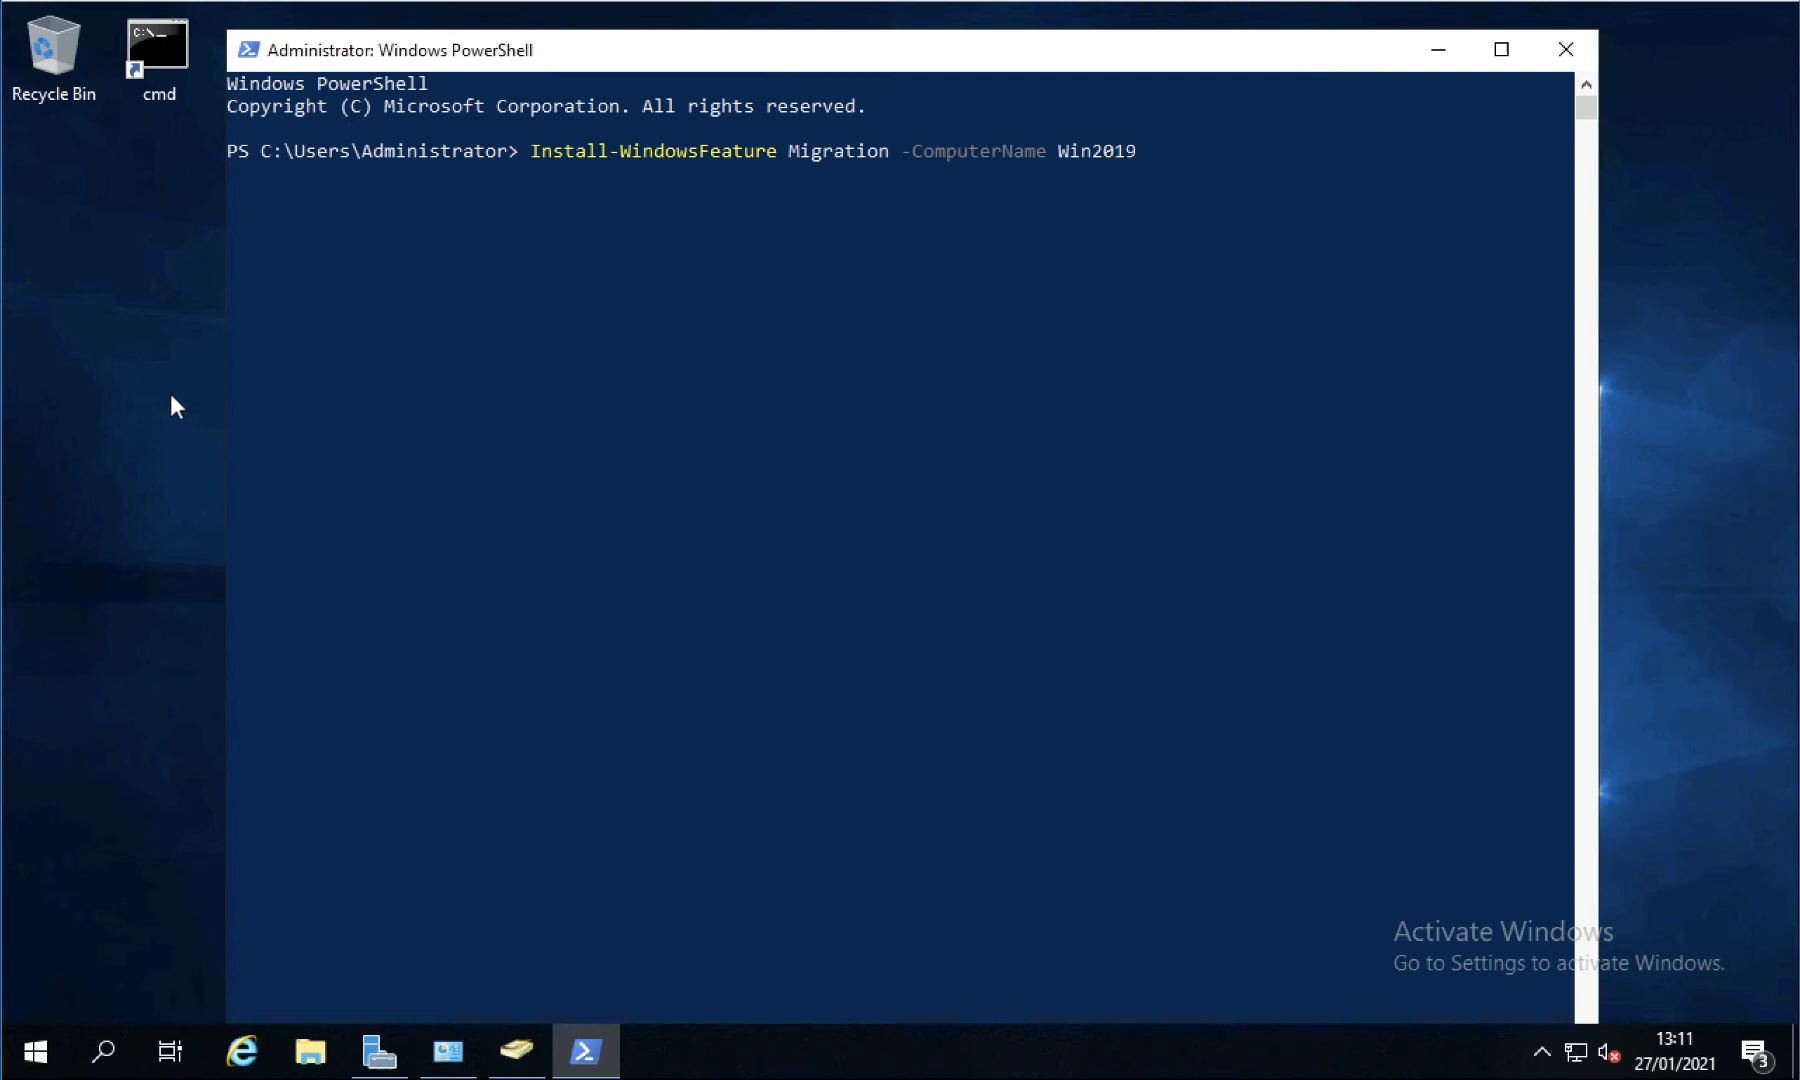 Recycle Bin
C:\._
cmd
Administrator: Windows PowerShell
Windows PowerShell
Copyright (C) Microsoft Corporation. All rights reserved.
PS C:\Users\Administrator> Install-WindowsFeature Migration -ComputerName Win2019
Activate Windows
Go to Settings to activate Windows.
13:11
27/01/2021
3